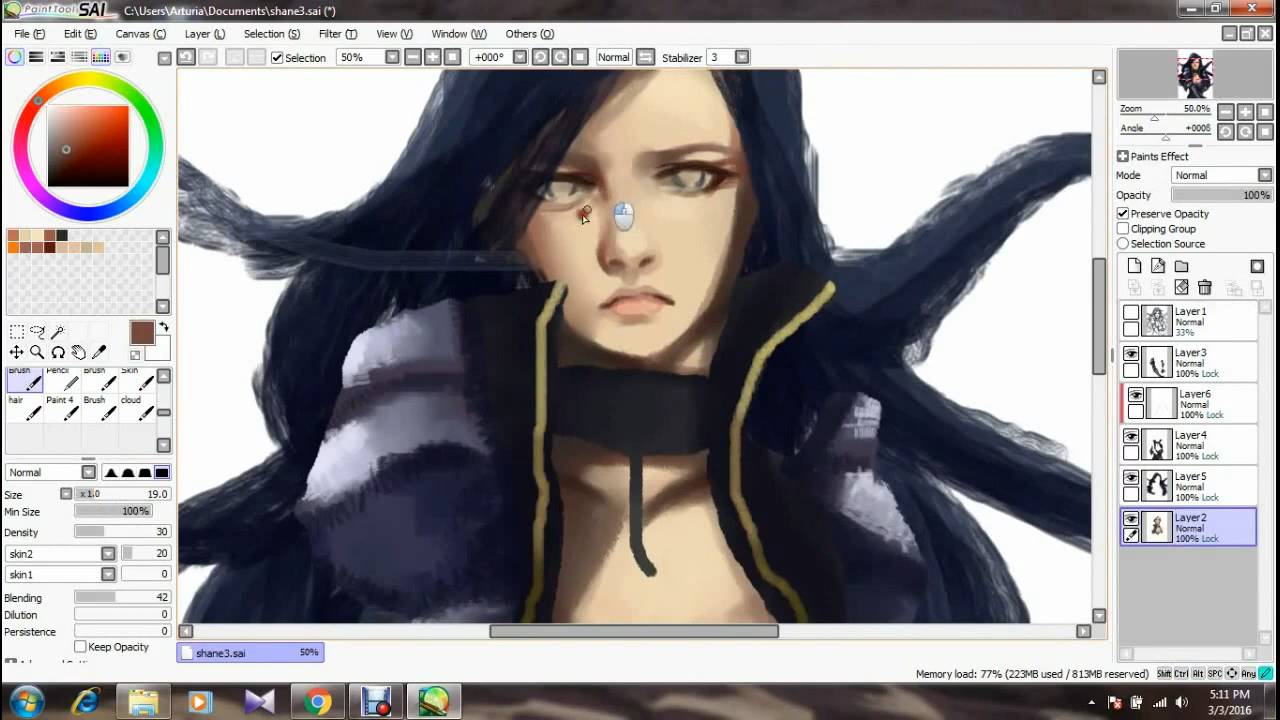 PaintTool SAI C:\Users\Arturia\Documents\shane3.sai (*)
File (F) Edit (E) Canvas (C) Layer (L) Selection (S) Filter (T) View (V) Window (W) Others (O)
Selection 50% +000° Normal Stabilizer 3
Zoom 50.0%
Angle
Paints Effect
Mode Normal
Opacity 100%
Preserve Opacity
Clipping Group
Selection Source
Layer1
Normal
33%
Layer3
Normal
100% Lock
Layer6
Normal
100% Lock
Layer4
Normal
100% Lock
Layer5
Normal
100% Lock
Layer2
Normal
100% Lock
Brush Pencil Brush Skin
hair Paint 4 Brush cloud
Normal
Size x1.0 19.0
Min Size 100%
Density 30
skin2 20
skin1 0
Blending 42
Dilution 0
Persistence 0
Keep Opacity
shane3.sai 50%
Memory load: 77% (223MB used / 813MB reserved) Shift Ctrl Alt SPC Any
5:11 PM
3/3/2016